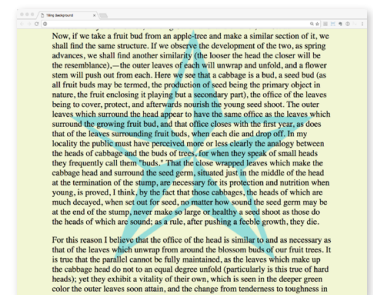 filling background
Now, if we take a fruit bud from an apple-tree and make a similar section of it, we
shall find the same structure. If we observe the development of the two, as spring
advances, we shall find another similarity (the looser the head the closer will be
the resemblance),—the outer leaves of each will unwrap and unfold, and a flower
stem will push out from each. Here we see that a cabbage is a bud, a seed bud (as
all fruit buds may be termed, the production of seed being the primary object in
nature, the fruit enclosing it playing but a secondary part), the office of the leaves
being to cover, protect, and afterwards nourish the young seed shoot. The outer
leaves which surround the head appear to have the same office as the leaves which
surround the growing fruit bud, and that office closes with the first year, as does
that of the leaves surrounding fruit buds, when each die and drop off. In my
locality the public must have perceived more or less clearly the analogy between
the heads of cabbage and the buds of trees, for when they speak of small heads
they frequently call them "buds." That the close wrapped leaves which make the
cabbage head and surround the seed germ, situated just in the middle of the head
at the termination of the stump, are necessary for its protection and nutrition when
young, is proved, I think, by the fact that those cabbages, the heads of which are
much decayed, when set out for seed, no matter how sound the seed germ may be
at the end of the stump, never make so large or healthy a seed shoot as those do
the heads of which are sound; as a rule, after pushing a feeble growth, they die.
For this reason I believe that the office of the head is similar to and as necessary as
that of the leaves which unwrap from around the blossom buds of our fruit trees. It
is true that the parallel cannot be fully maintained, as the leaves which make up
the cabbage head do not to an equal degree unfold (particularly is this true of hard
heads); yet they exhibit a vitality of their own, which is seen in the deeper green
color the outer leaves soon attain, and the change from tenderness to toughness in